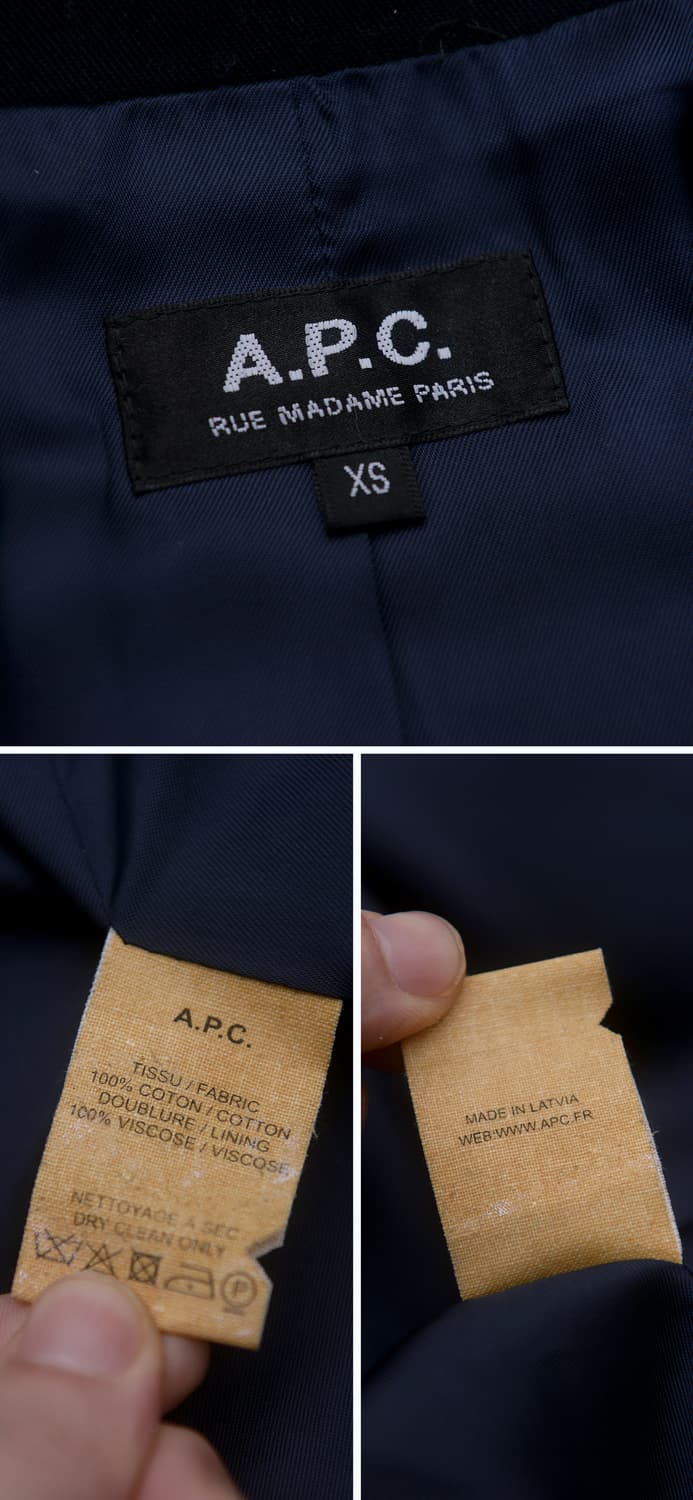 A.P.C.
RUE MADAME PARIS
XS
A.P.C.
TISSU / FABRIC
100% COTON / COTTON
DOUBLURE / LINING
100% VISCOSE / VISCOSE
NETTOYAGE A SEC
DRY CLEAN ONLY
P
MADE IN LATVIA
WEB:WWW.APC.FR